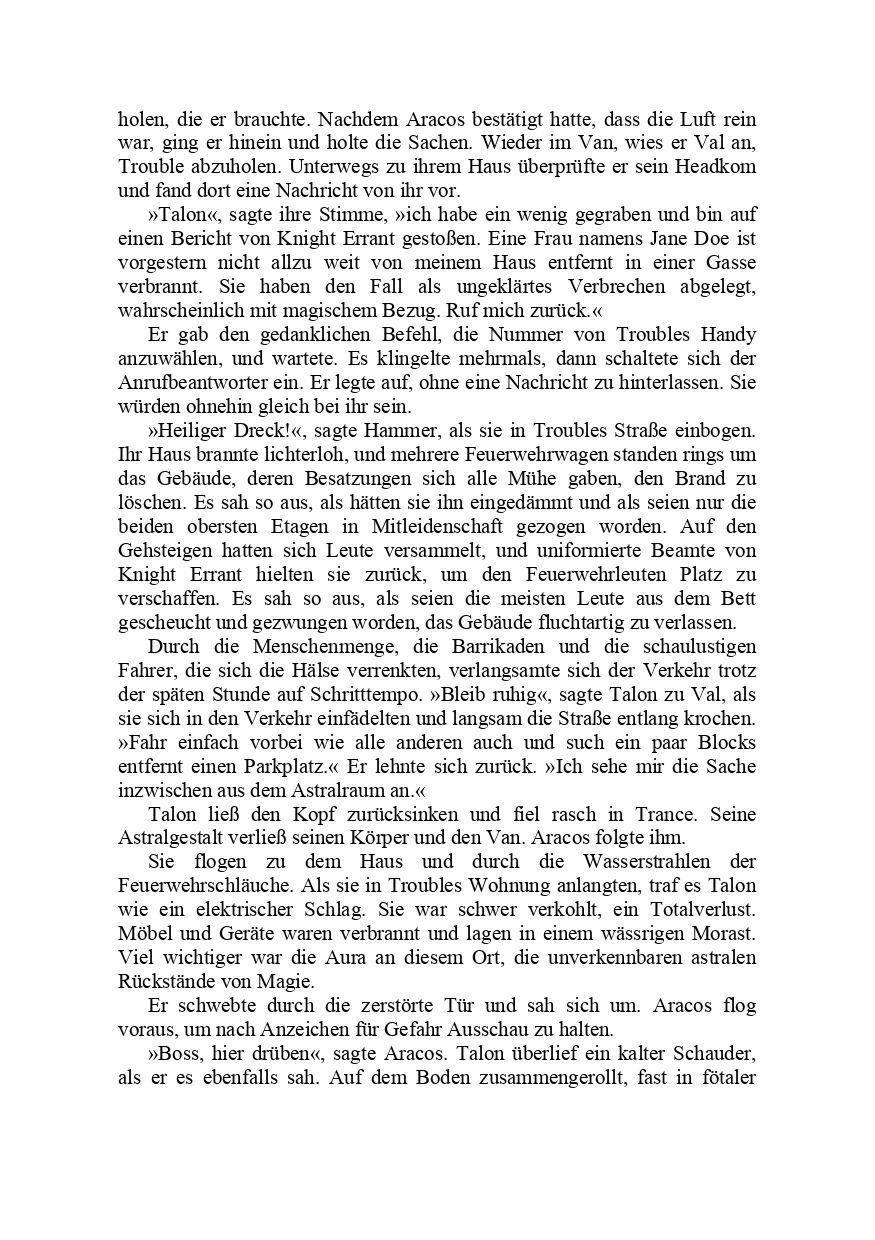 holen, die er brauchte. Nachdem Aracos bestätigt hatte, dass die Luft rein
war, ging er hinein und holte die Sachen. Wieder im Van, wies er Val an,
Trouble abzuholen. Unterwegs zu ihrem Haus überprüfte er sein Headkom
und fand dort eine Nachricht von ihr vor.
»Talon«, sagte ihre Stimme, »ich habe ein wenig gegraben und bin auf
einen Bericht von Knight Errant gestoßen. Eine Frau namens Jane Doe ist
vorgestern nicht allzu weit von meinem Haus entfernt in einer Gasse
verbrannt. Sie haben den Fall als ungeklärtes Verbrechen abgelegt,
wahrscheinlich mit magischem Bezug. Ruf mich zurück.«
Er gab den gedanklichen Befehl, die Nummer von Troubles Handy
anzuwählen, und wartete. Es klingelte mehrmals, dann schaltete sich der
Anrufbeantworter ein. Er legte auf, ohne eine Nachricht zu hinterlassen. Sie
würden ohnehin gleich bei ihr sein.
»Heiliger Dreck!«, sagte Hammer, als sie in Troubles Straße einbogen.
Ihr Haus brannte lichterloh, und mehrere Feuerwehrwagen standen rings um
das Gebäude, deren Besatzungen sich alle Mühe gaben, den Brand zu
löschen. Es sah so aus, als hätten sie ihn eingedämmt und als seien nur die
beiden obersten Etagen in Mitleidenschaft gezogen worden. Auf den
Gehsteigen hatten sich Leute versammelt, und uniformierte Beamte von
Knight Errant hielten sie zurück, um den Feuerwehrleuten Platz zu
verschaffen. Es sah so aus, als seien die meisten Leute aus dem Bett
gescheucht und gezwungen worden, das Gebäude fluchtartig zu verlassen.
Durch die Menschenmenge, die Barrikaden und die schaulustigen
Fahrer, die sich die Hälse verrenkten, verlangsamte sich der Verkehr trotz
der späten Stunde auf Schritttempo. »Bleib ruhig«, sagte Talon zu Val, als
sie sich in den Verkehr einfädelten und langsam die Straße entlang krochen.
»Fahr einfach vorbei wie alle anderen auch und such ein paar Blocks
entfernt einen Parkplatz.« Er lehnte sich zurück. »Ich sehe mir die Sache
inzwischen aus dem Astralraum an.«
Talon ließ den Kopf zurücksinken und fiel rasch in Trance. Seine
Astralgestalt verließ seinen Körper und den Van. Aracos folgte ihm.
Sie flogen zu dem Haus und durch die Wasserstrahlen der
Feuerwehrschläuche. Als sie in Troubles Wohnung anlangten, traf es Talon
wie ein elektrischer Schlag. Sie war schwer verkohlt, ein Totalverlust.
Möbel und Geräte waren verbrannt und lagen in einem wässrigen Morast.
Viel wichtiger war die Aura an diesem Ort, die unverkennbaren astralen
Rückstände von Magie.
Er schwebte durch die zerstörte Tür und sah sich um. Aracos flog
voraus, um nach Anzeichen für Gefahr Ausschau zu halten.
»Boss, hier drüben«, sagte Aracos. Talon überlief ein kalter Schauder,
als er es ebenfalls sah. Auf dem Boden zusammengerollt, fast in fötaler